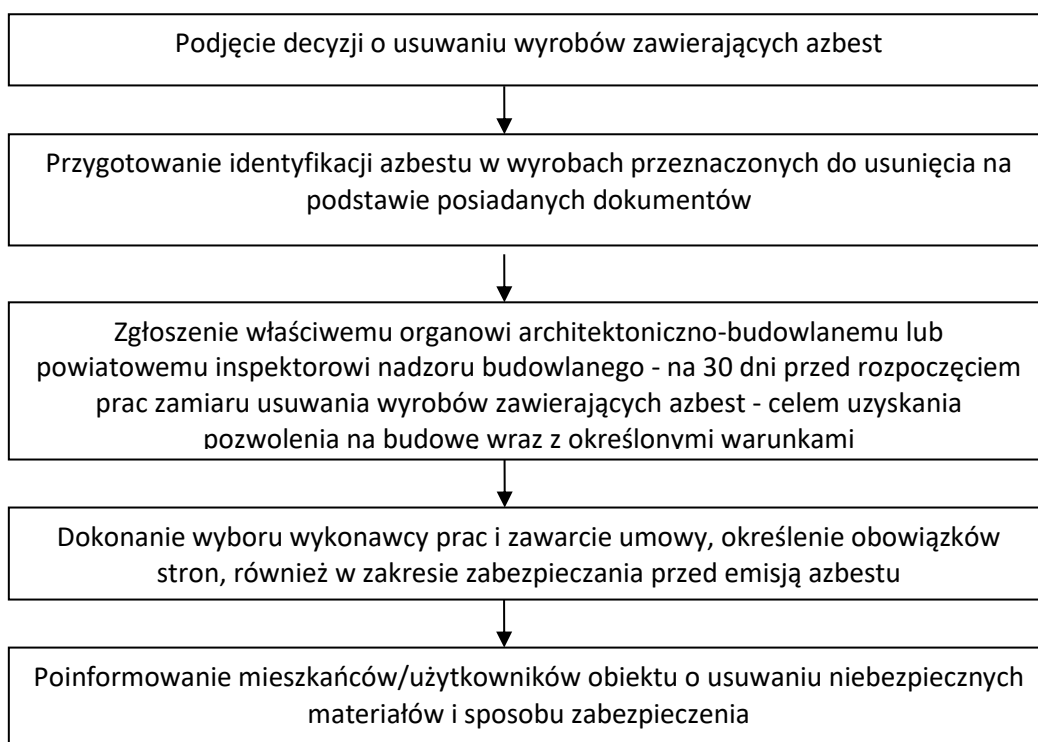 Podjęcie decyzji o usuwaniu wyrobów zawierających azbest
Przygotowanie identyfikacji azbestu w wyrobach przeznaczonych do usunięcia na
podstawie posiadanych dokumentów
Zgłoszenie właściwemu organowi architektoniczno-budowlanemu lub
powiatowemu inspektorowi nadzoru budowlanego - na 30 dni przed rozpoczęciem
prac zamiaru usuwania wyrobów zawierających azbest - celem uzyskania
pozwolenia na budowę wraz z określonymi warunkami
Dokonanie wyboru wykonawcy prac i zawarcie umowy, określenie obowiązków
stron, również w zakresie zabezpieczania przed emisją azbestu
Poinformowanie mieszkańców/użytkowników obiektu o usuwaniu niebezpiecznych
materiałów i sposobu zabezpieczenia